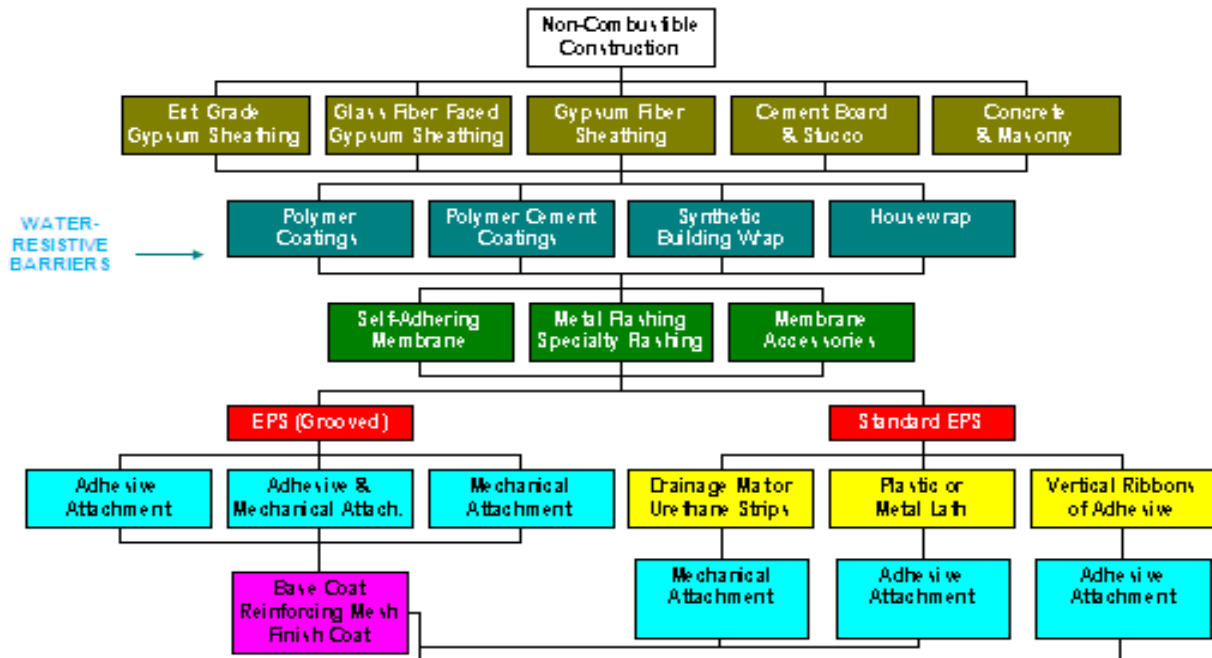 Non-Combustible
Construction
Ext Grade
Gypsum Sheathing
Glass Fiber Faced
Gypsum Sheathing
Gypsum Fiber
Sheathing
Cement Board
& Stucco
Concrete
& Masonry
WATER-
RESISTIVE
BARRIERS
Polymer
Coatings
Polymer Cement
Coatings
Synthetic
Building Wrap
Housewrap
Self-Adhering
Membrane
Metal Flashing
Specialty Flashing
Membrane
Accessories
EPS (Grooved)
Standard EPS
Adhesive
Attachment
Adhesive &
Mechanical Attach.
Mechanical
Attachment
Drainage Mat or
Urethane Strips
Plastic or
Metal Lath
Vertical Ribbons
of Adhesive
Base Coat
Reinforcing Mesh
Finish Coat
Mechanical
Attachment
Adhesive
Attachment
Adhesive
Attachment